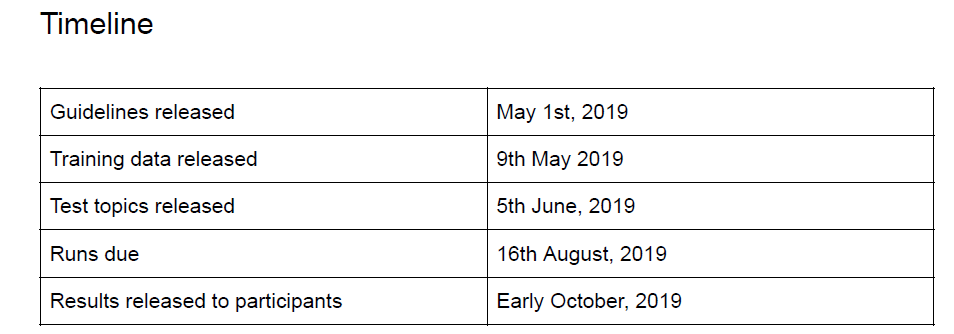 Timeline
Guidelines released May 1st, 2019
Training data released 9th May 2019
Test topics released 5th June, 2019
Runs due 16th August, 2019
Results released to participants Early October, 2019